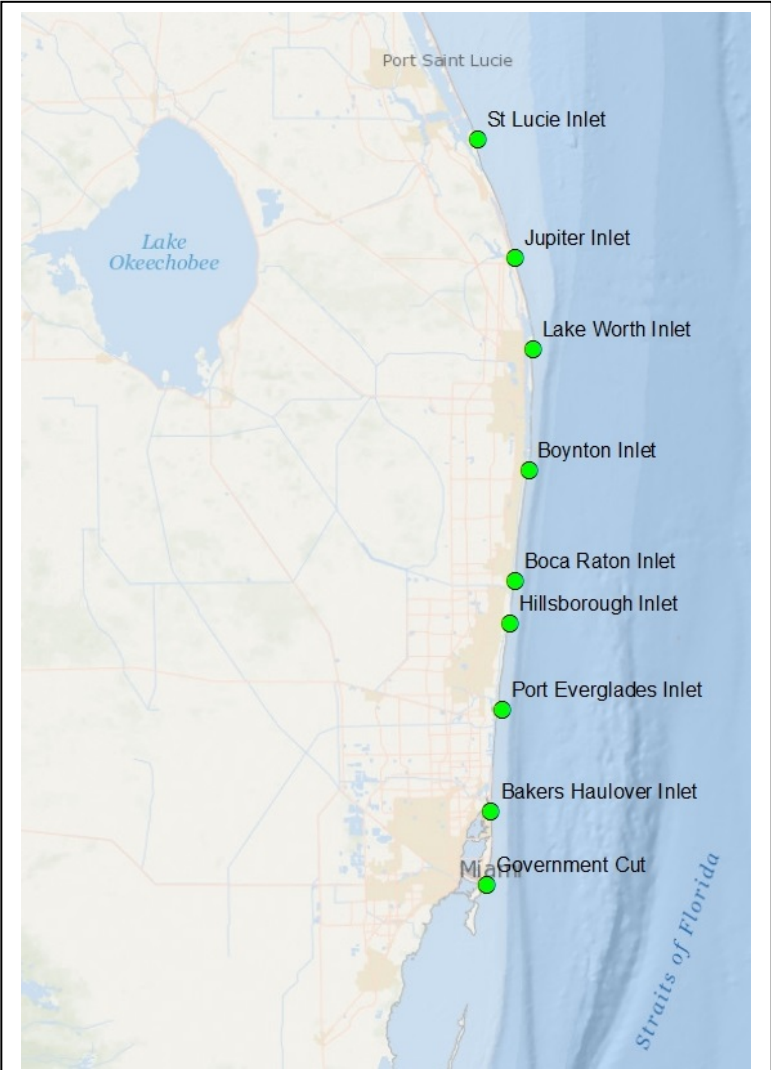 Port Saint Lucie
St Lucie Inlet
Jupiter Inlet
Lake
Okeechobee
Lake Worth Inlet
Boynton Inlet
Boca Raton Inlet
Hillsborough Inlet
Port Everglades Inlet
Bakers Haulover Inlet
Government Cut
Miami
Straits of Florida